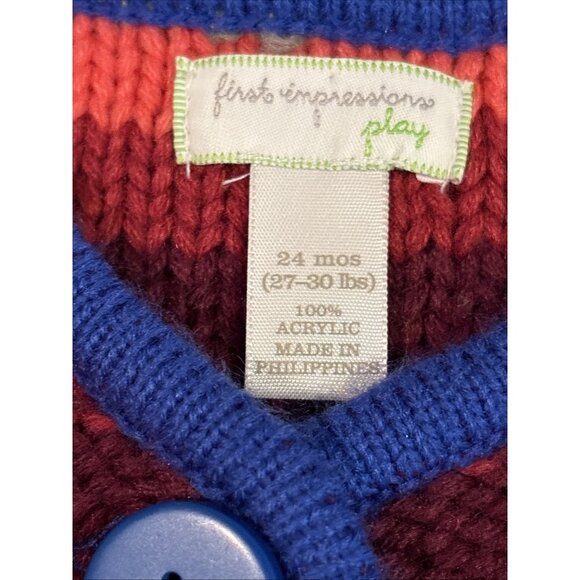 first impressions
play
24 mos
(27–30 lbs)
100%
ACRYLIC
MADE IN
PHILIPPINES